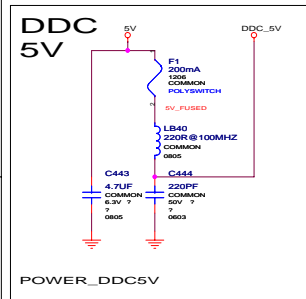 DDC
5V
5V
DDC_5V
1
F1
200mA
1206
COMMON
POLYSWITCH
2
5V_FUSED
LB40
220R@100MHZ
COMMON
0805
C443
4.7UF
COMMON
6.3V ?
?
0805
C444
220PF
COMMON
50V ?
?
0603
POWER_DDC5V